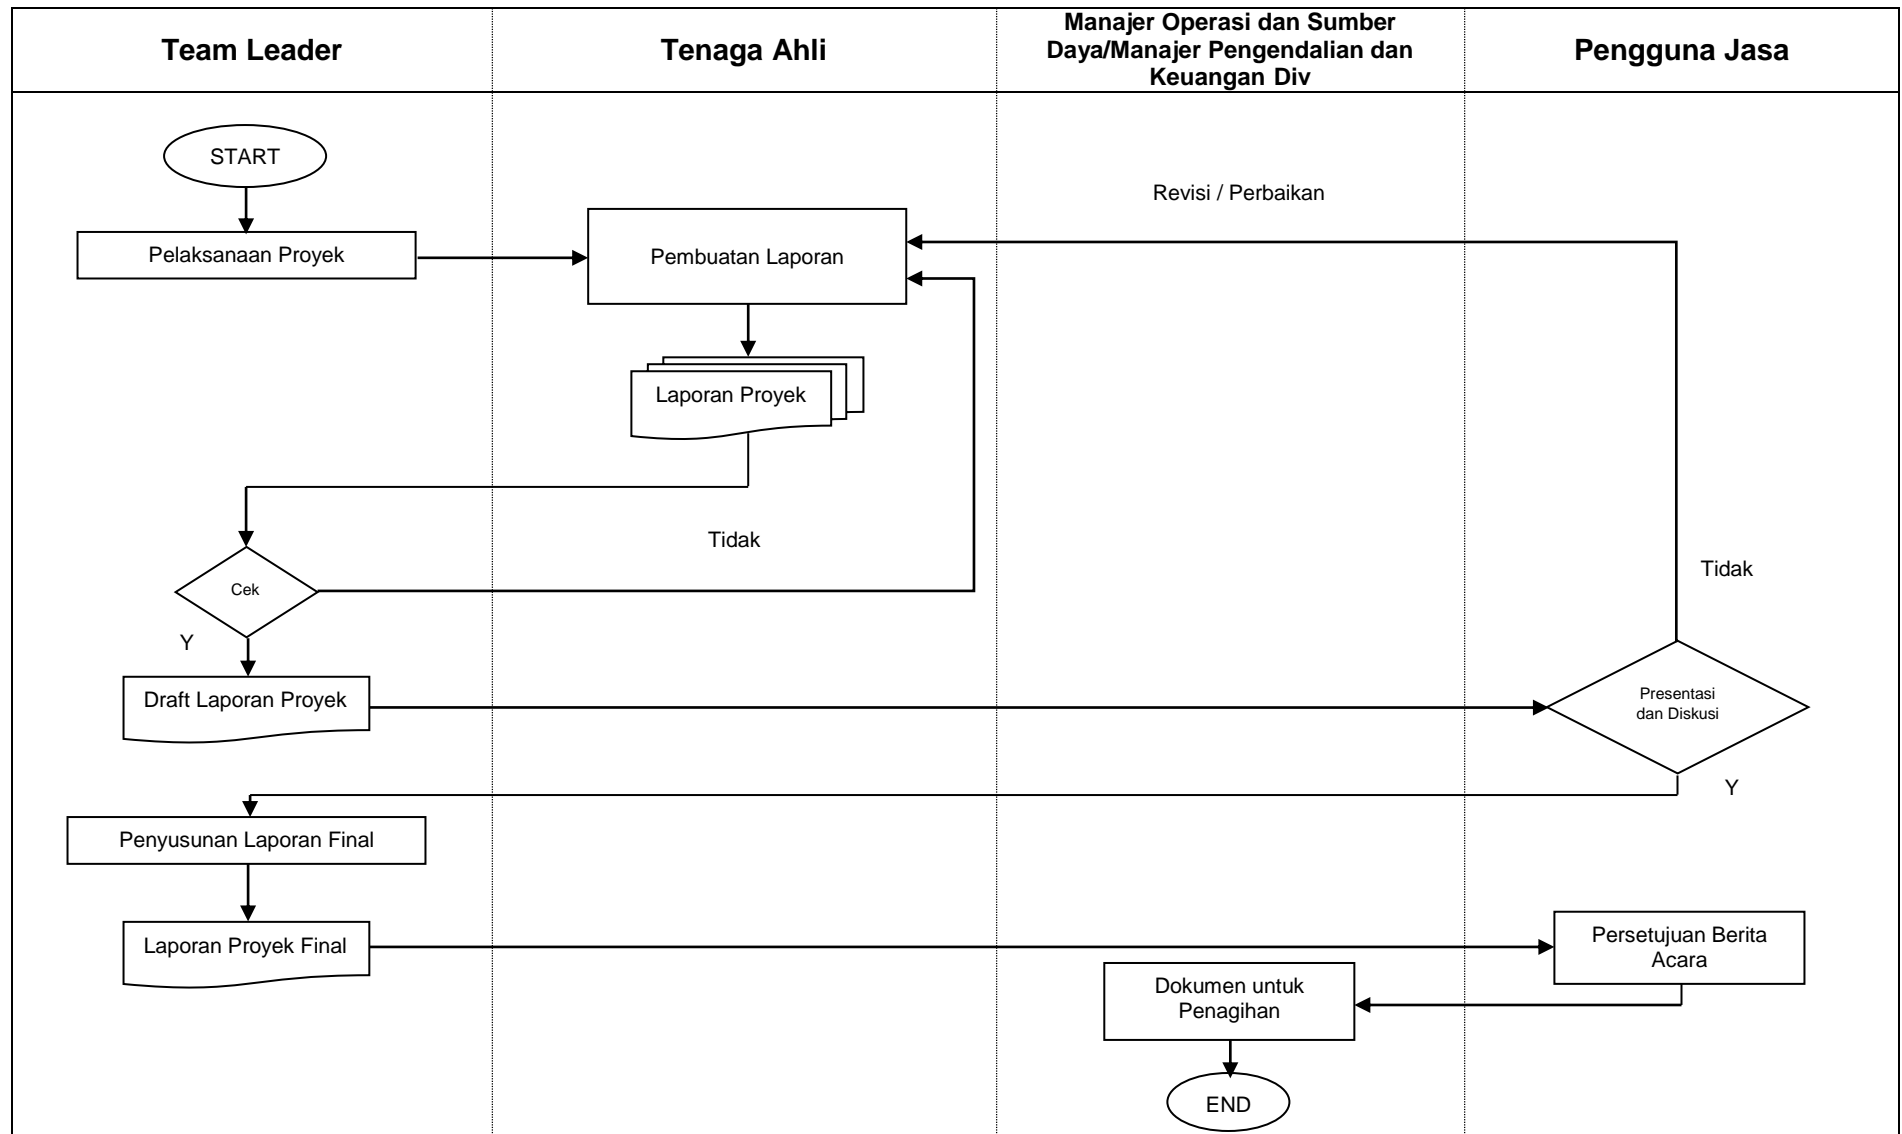 Team Leader
Tenaga Ahli
Manajer Operasi dan Sumber
Daya/Manajer Pengendalian dan
Keuangan Div
Pengguna Jasa
START
Revisi / Perbaikan
Pelaksanaan Proyek
Pembuatan Laporan
Laporan Proyek
Tidak
Tidak
Cek
Y
Draft Laporan Proyek
Presentasi
dan Diskusi
Y
Penyusunan Laporan Final
Laporan Proyek Final
Persetujuan Berita
Acara
Dokumen untuk
Penagihan
END